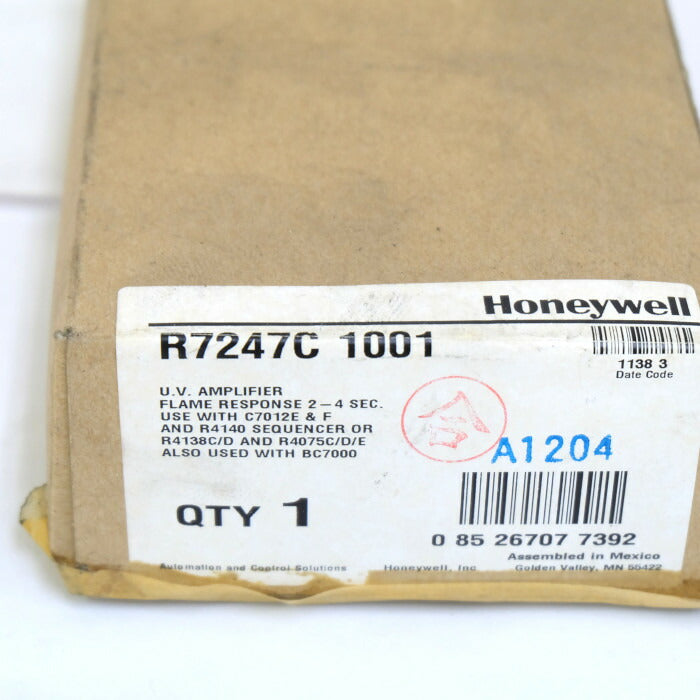 Honeywell
R7247C 1001
1138 3
Date Code
U.V. AMPLIFIER
FLAME RESPONSE 2-4 SEC.
USE WITH C7012E & F
AND R4140 SEQUENCER OR
R4138C/D AND R4075C/D/E
ALSO USED WITH BC7000
合
A1204
QTY 1
0 85 26707 7392
Assembled in Mexico
Automation and Control Solutions Honeywell, Inc Golden Valley, MN 55422